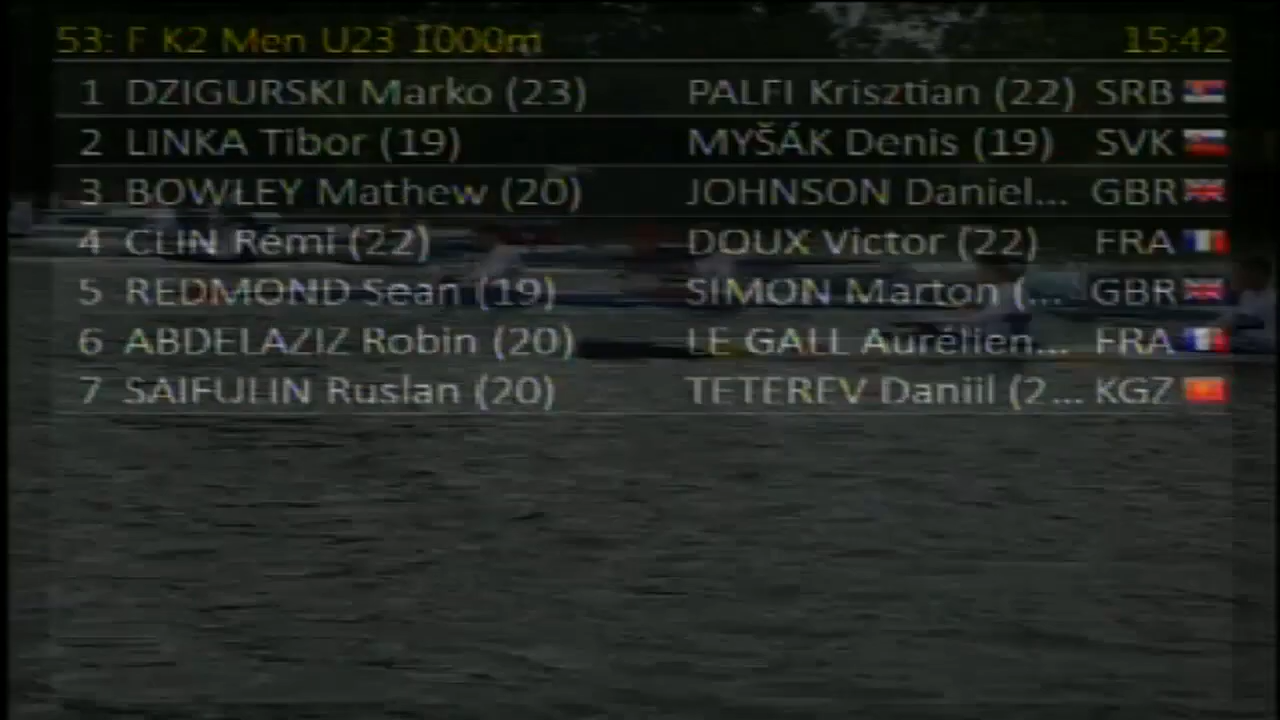 53: F K2 Men U23 1000m 15:42
1 DZIGURSKI Marko (23) PALFI Krisztian (22) SRB
2 LINKA Tibor (19) MYŠÁK Denis (19) SVK
3 BOWLEY Mathew (20) JOHNSON Daniel... GBR
4 CLIN Rémi (22) DOUX Victor (22) FRA
5 REDMOND Sean (19) SIMON Marton (... GBR
6 ABDELAZIZ Robin (20) LE GALL Aurélien... FRA
7 SAIFULIN Ruslan (20) TETEREV Daniil (2... KGZ